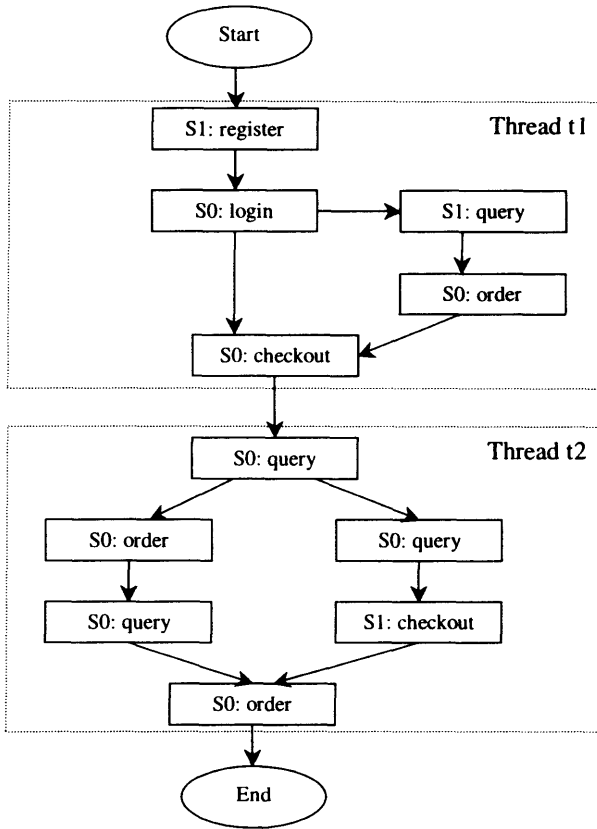 Start
S1: register
Thread t1
S0: login
S1: query
S0: order
S0: checkout
S0: query
Thread t2
S0: order
S0: query
S0: query
S1: checkout
S0: order
End